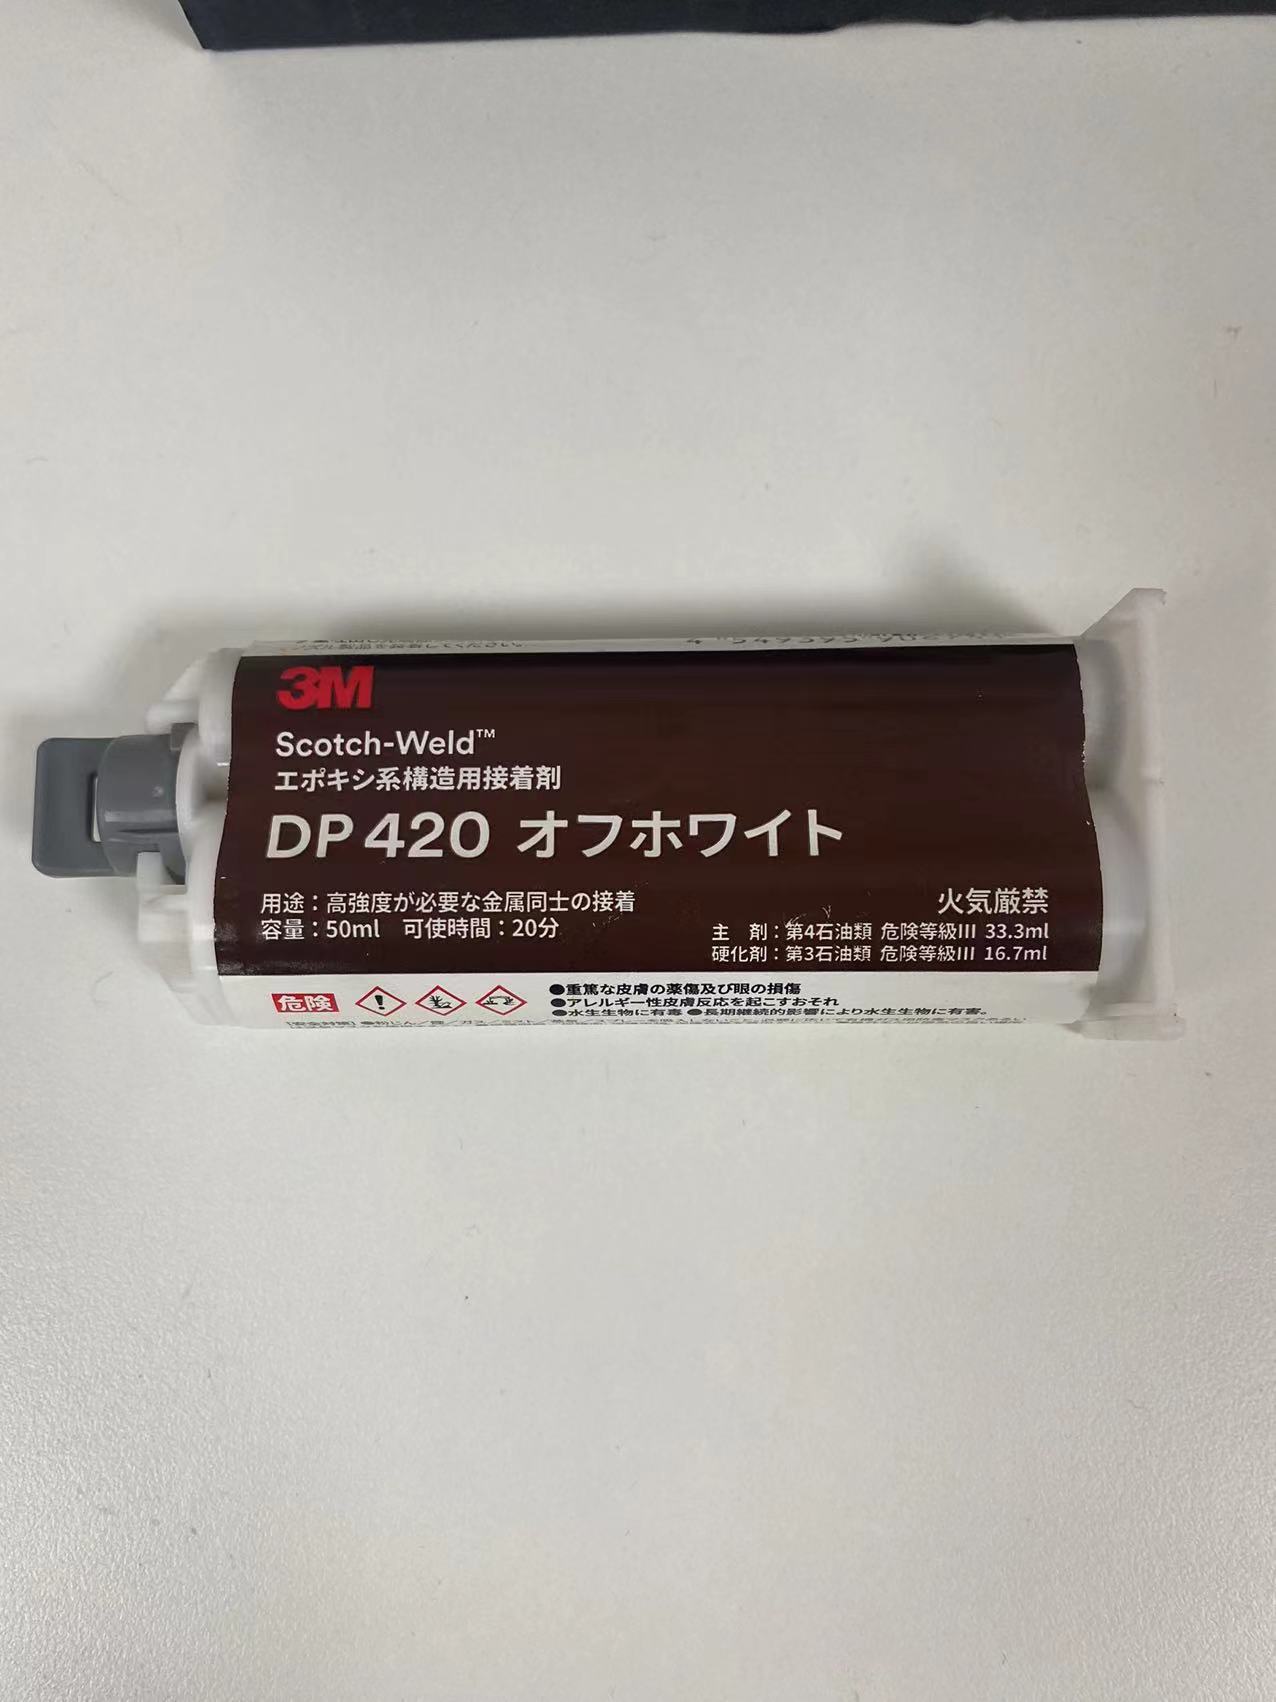 3M
Scotch-Weld™
エポキシ系構造用接着剤
DP420 オフホワイト
用途：高強度が必要な金属同士の接着
容量：50ml 可使時間：20分
火気厳禁
主 剤：第4石油類 危険等級III 33.3ml
硬化剤：第3石油類 危険等級III 16.7ml
危険
●重篤な皮膚の薬傷及び眼の損傷
●アレルギー性皮膚反応を起こすおそれ
●水生生物に有毒 ●長期継続的影響により水生生物に有害。